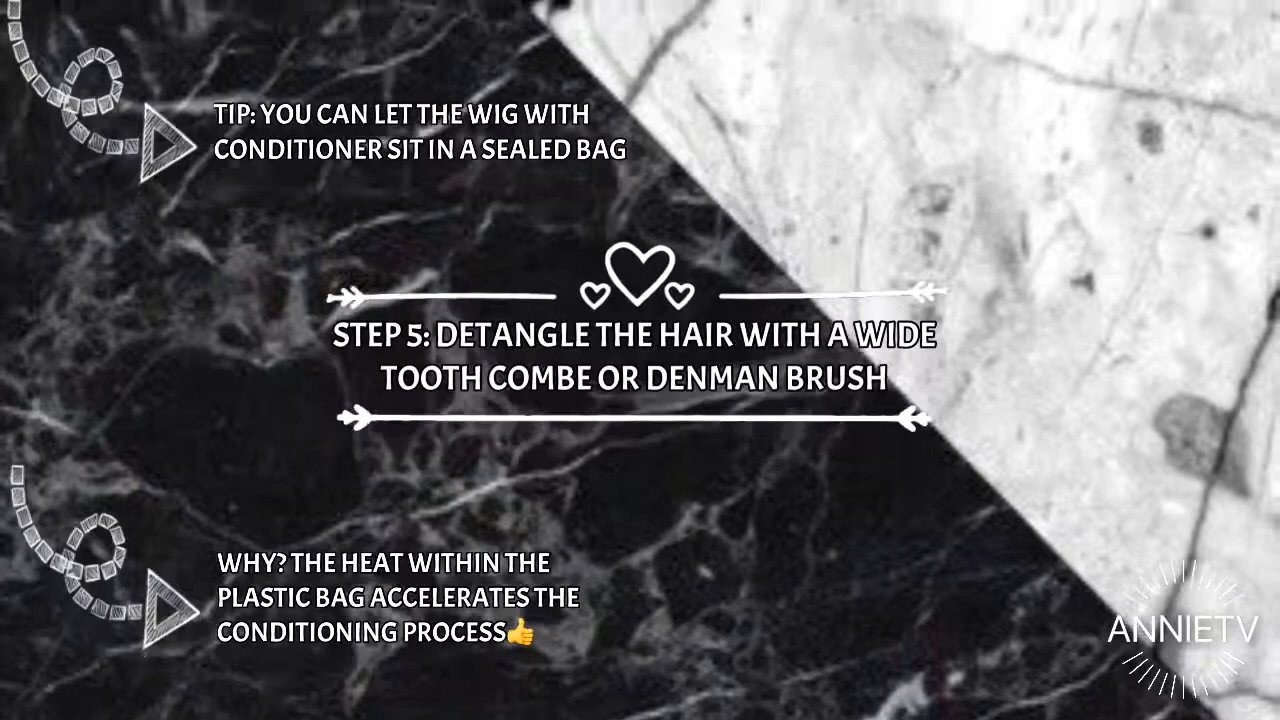 TIP: YOU CAN LET THE WIG WITH
CONDITIONER SIT IN A SEALED BAG
STEP 5: DETANGLE THE HAIR WITH A WIDE
TOOTH COMBE OR DENMAN BRUSH
WHY? THE HEAT WITHIN THE
PLASTIC BAG ACCELERATES THE
CONDITIONING PROCESS👍
ANNIETV